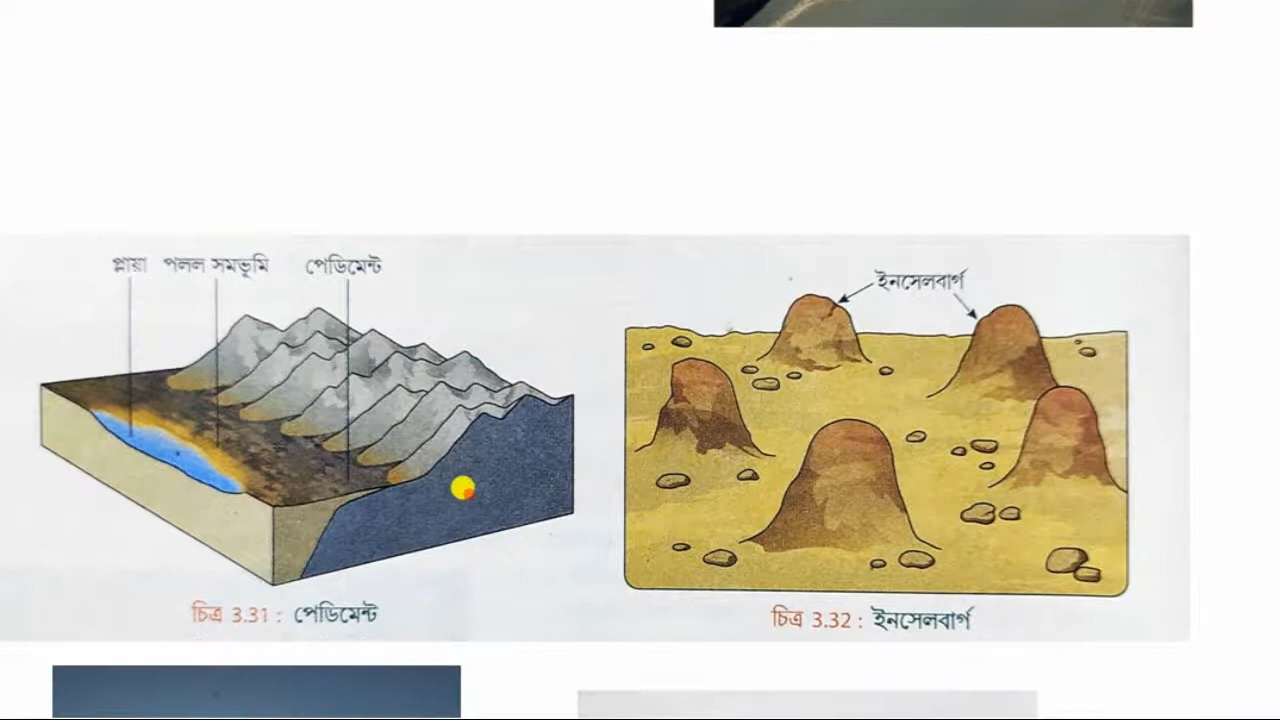 প্লায়া পলল সমভূমি পেডিমেন্ট
ইনসেলবার্গ
চিত্র 3.31 : পেডিমেন্ট
চিত্র 3.32 : ইনসেলবার্গ